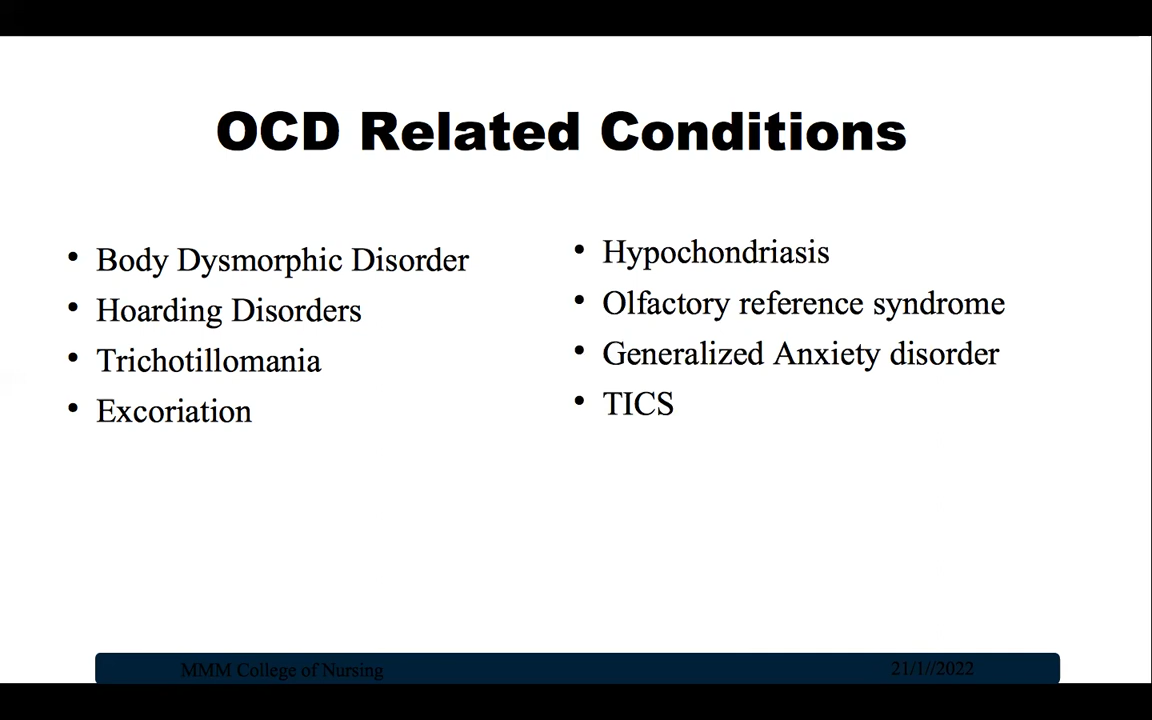 OCD Related Conditions
• Body Dysmorphic Disorder
• Hoarding Disorders
• Trichotillomania
• Excoriation
• Hypochondriasis
• Olfactory reference syndrome
• Generalized Anxiety disorder
• TICS
MMM College of Nursing
21/1//2022